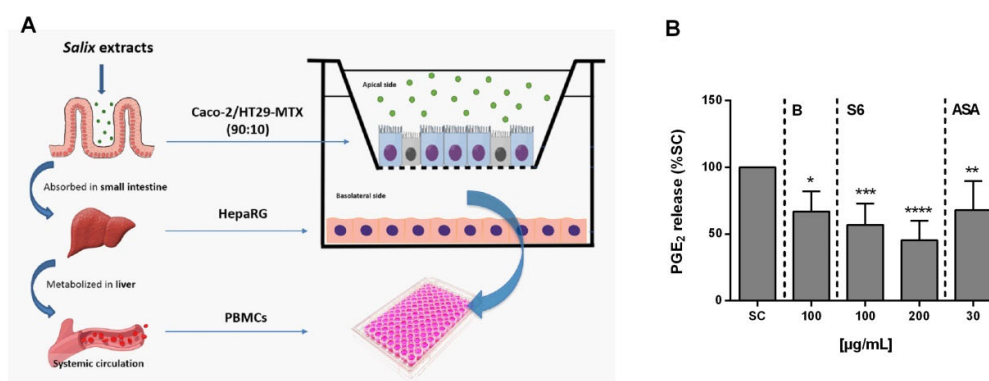 A
Salix extracts
Caco-2/HT29-MTX
(90:10)
Apical side
Absorbed in small intestine
Basolateral side
HepaRG
Metabolized in liver
PBMCs
Systemic circulation
B
PGE₂ release (%SC)
150
100
50
0
B S6 ASA
* *** **** **
SC 100 100 200 30
[µg/mL]